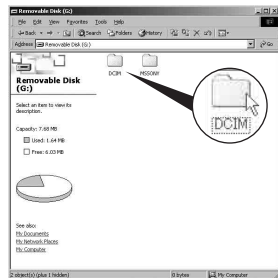 Removable Disk (G:)
File Edit View Favorites Tools Help
Back Search Folders History
Address Removable Disk (G:) Go
Removable Disk (G:)
DCIM
Select an item to view its description.
Capacity: 7.68 MB
Used: 1.64 MB
Free: 6.03 MB
DCIM
See also:
My Documents
My Network Places
My Computer
2 object(s) (plus 1 hidden) 0 bytes My Computer